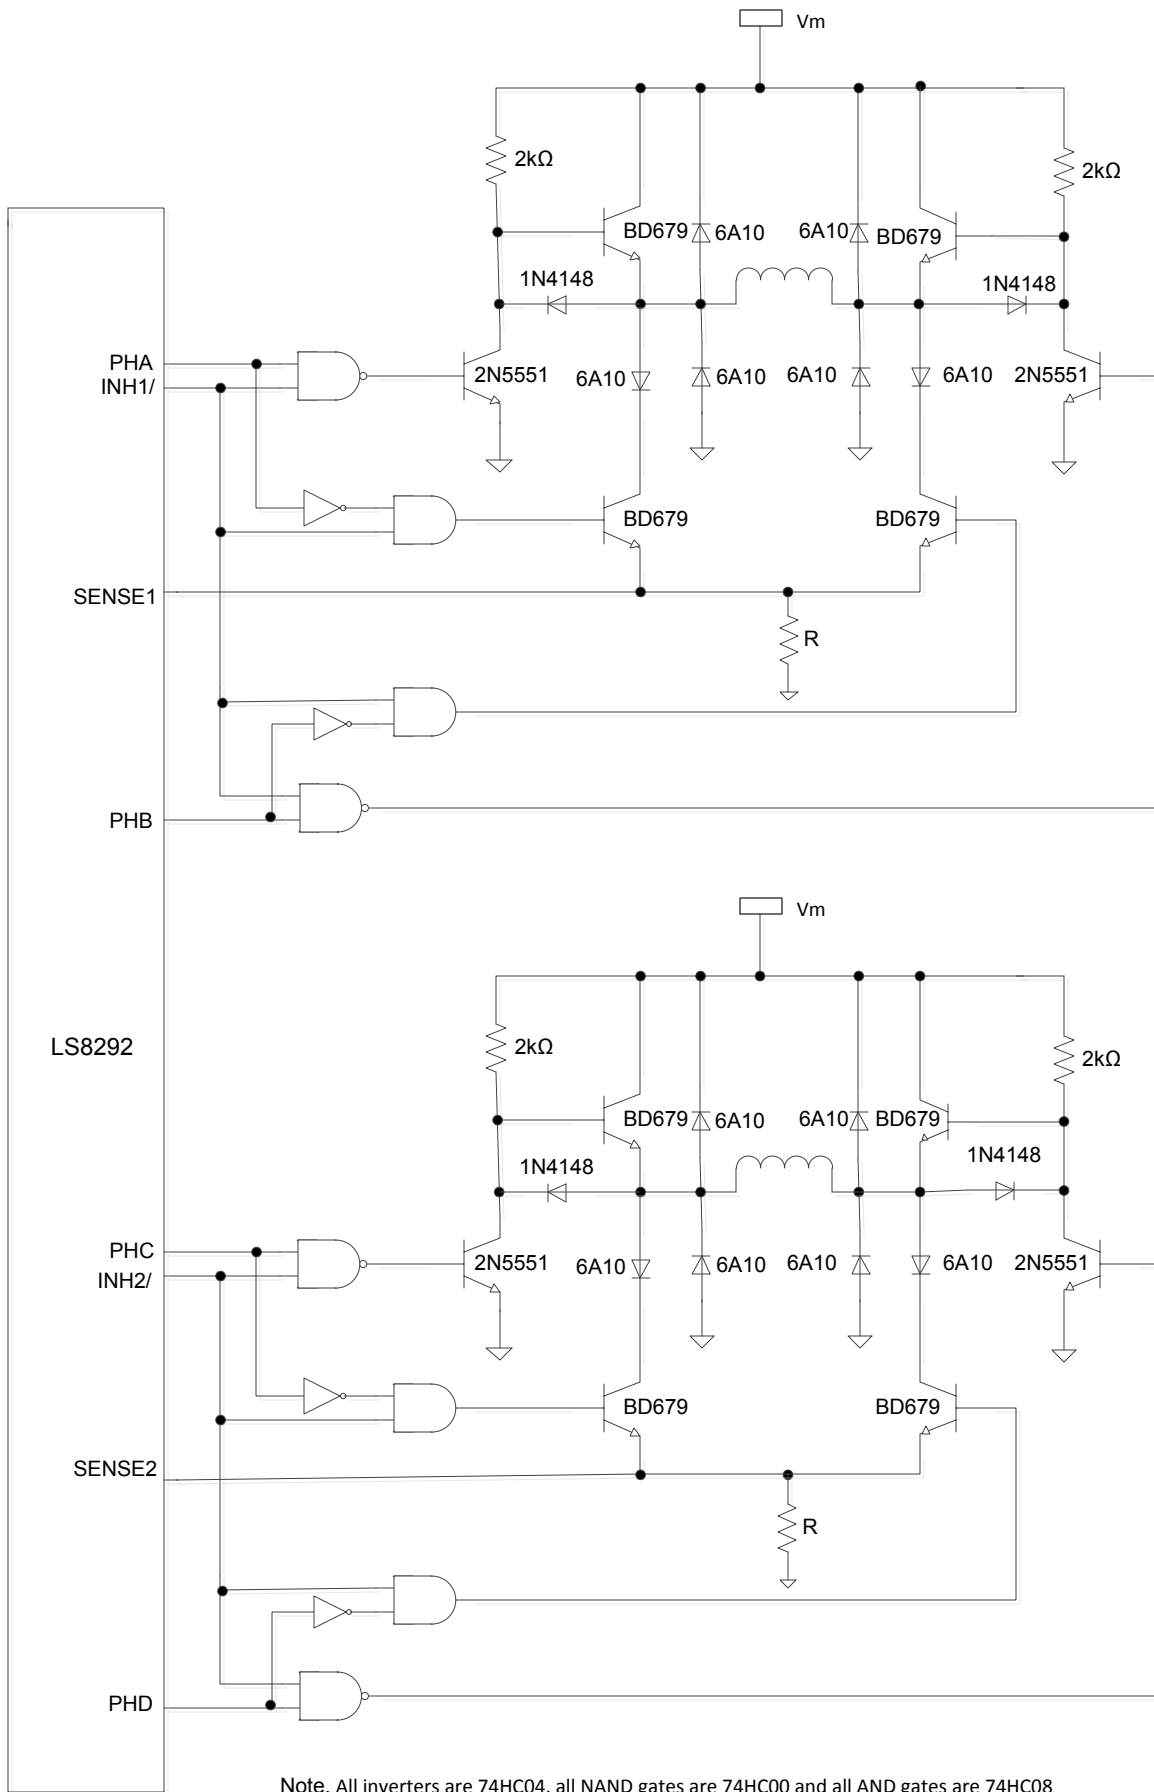 Vm
2kΩ
2kΩ
BD679 6A10
6A10 BD679
1N4148
1N4148
PHA
INH1/
2N5551
6A10
6A10
6A10
6A10
2N5551
BD679
BD679
SENSE1
R
PHB
Vm
LS8292
2kΩ
2kΩ
BD679 6A10
6A10 BD679
1N4148
1N4148
PHC
INH2/
2N5551
6A10
6A10
6A10
6A10
2N5551
BD679
BD679
SENSE2
R
PHD
Note. All inverters are 74HC04, all NAND gates are 74HC00 and all AND gates are 74HC08